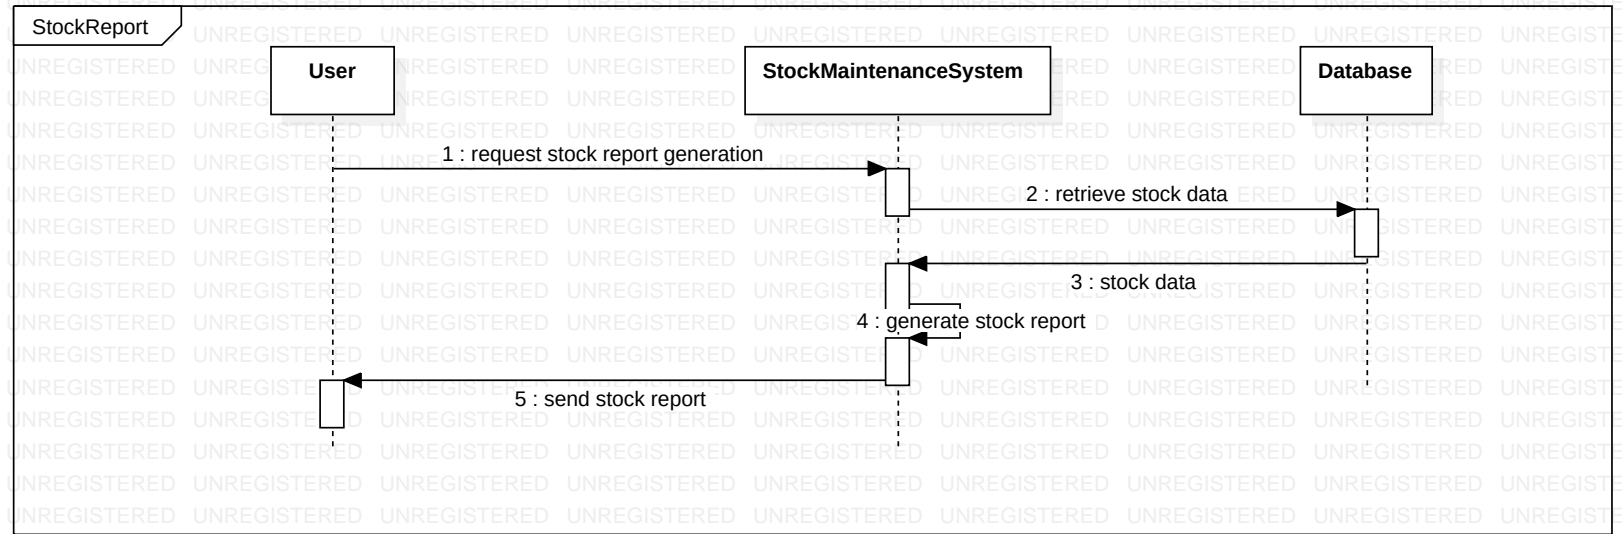 StockReport
User
StockMaintenanceSystem
Database
1 : request stock report generation
2 : retrieve stock data
3 : stock data
4 : generate stock report
5 : send stock report
UNREGISTERED